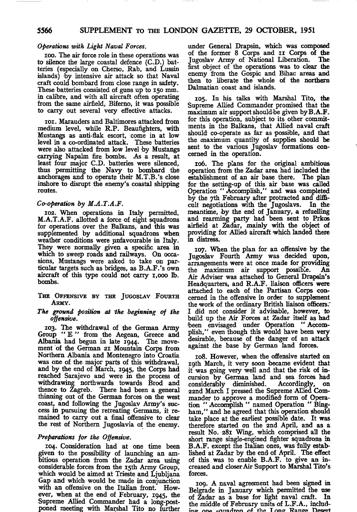 5566 SUPPLEMENT TO THE LONDON GAZETTE, 29 OCTOBER, 1951
Operations with Light Naval Forces.
100. The air force role in these operations was
to silence the large coastal defence (C.D.) bat-
teries (especially on Cherso, Rab, and Lussin
islands) by intensive air attack so that Naval
craft could bombard from close range in safety.
These batteries consisted of guns up to 150 mm.
in calibre, and with all aircraft often operating
from the same airfield, Biferno, it was possible
to carry out several very effective attacks.
101. Marauders and Baltimores attacked from
medium level, while R.P. Beaufighters, with
Mustangs as anti-flak escort, come in at low
level in a co-ordinated attack. These batteries
were also attacked from low level by Mustangs
carrying Napalm fire bombs. As a result, at
least four major C.D. batteries were silenced,
thus permitting the Navy to bombard the
anchorages and to operate their M.T.B.'s close
inshore to disrupt the enemy's coastal shipping
routes.
Co-operation by M.A.T.A.F.
102. When operations in Italy permitted,
M.A.T.A.F. allotted a force of eight squadrons
for operations over the Balkans, and this was
supplemented by additional squadrons when
weather conditions were unfavourable in Italy.
They were normally given a specific area in
which to sweep roads and railways. On occa-
sions, Mustangs were asked to take on par-
ticular targets such as bridges, as B.A.F.'s own
aircraft of this type could not carry 1,000 lb.
bombs.
THE OFFENSIVE BY THE JUGOSLAV FOURTH
ARMY.
The ground position at the beginning of the
offensive.
103. The withdrawal of the German Army
Group "E" from the Aegean, Greece and
Albania had begun in late 1944. The move-
ment of the German 21 Mountain Corps from
Northern Albania and Montenegro into Croatia
was one of the major parts of this withdrawal,
and by the end of March, 1945, the Corps had
reached Sarajevo and were in the process of
withdrawing northwards towards Brod and
thence to Zagreb. There had been a general
thinning out of the German forces on the west
coast, and following the Jugoslav Army's suc-
cess in pursuing the retreating Germans, it re-
mained to carry out a final offensive to clear
the rest of Northern Jugoslavia of the enemy.
Preparations for the Offensive.
104. Consideration had at one time been
given to the possibility of launching an am-
phibious operation from the Zadar area using
considerable forces from the 15th Army Group,
which would be aimed at Trieste and Ljubljana
Gap and which would be made in conjunction
with an offensive on the Italian front. How-
ever, when at the end of February, 1945, the
Supreme Allied Commander had a long-post-
poned meeting with Marshal Tito no further
under General Drapsin, which was composed
of the former 8 Corps and 11 Corps of the
Jugoslav Army of National Liberation. The
first object of the operations was to clear the
enemy from the Gospic and Bihac areas and
then to liberate the whole of the northern
Dalmatian coast and islands.
105. In his talks with Marshal Tito, the
Supreme Allied Commander promised that the
maximum air support should be given by B.A.F.
for this operation, subject to its other commit-
ments in the Balkans, that Allied naval craft
should co-operate as far as possible, and that
the maximum quantity of supplies should be
sent to the various Jugoslav formations con-
cerned in the operation.
106. The plans for the original ambitious
operation from the Zadar area had included the
establishment of an air base there. The plan
for the setting-up of this air base was called
Operation "Accomplish," and was completed
by the 7th February after protracted and diffi-
cult negotiations with the Jugoslavs. In the
meantime, by the end of January, a refuelling
and rearming party had been sent to Prkos
airfield at Zadar, mainly with the object of
providing for Allied aircraft which landed there
in distress.
107. When the plan for an offensive by the
Jugoslav Fourth Army was decided upon,
arrangements were at once made for providing
the maximum air support possible. An
Air Adviser was attached to General Drapsin's
Headquarters, and R.A.F. liaison officers were
attached to each of the Partisan Corps con-
cerned in the offensive in order to supplement
the work of the ordinary British liaison officers.
I did not consider it advisable, however, to
build up the Air Forces at Zadar itself as had
been envisaged under Operation "Accom-
plish," even though this would have been very
desirable, because of the danger of an attack
against the base by German land forces.
108. However, when the offensive started on
19th March, it very soon became evident that
it was going very well and that the risk of in-
cursion by German land and sea forces had
considerably diminished. Accordingly, on
22nd March I pressed the Supreme Allied Com-
mander to approve a modified form of Opera-
tion "Accomplish" named Operation "Bing-
ham," and he agreed that this operation should
take place at the earliest possible date. It was
therefore started on the 2nd April, and as a
result No. 281 Wing, which comprised all the
short range single-engined fighter squadrons in
B.A.F. except the Italian ones, was fully estab-
lished at Zadar by the end of April. The effect
of this was to enable B.A.F. to give an in-
creased and closer Air Support to Marshal Tito's
forces.
109. A naval agreement had been signed in
Belgrade in January which permitted the use
of Zadar as a base for light naval craft. In
the middle of February units of L.F.A., includ-
ing one squadron of the Long Range Desert